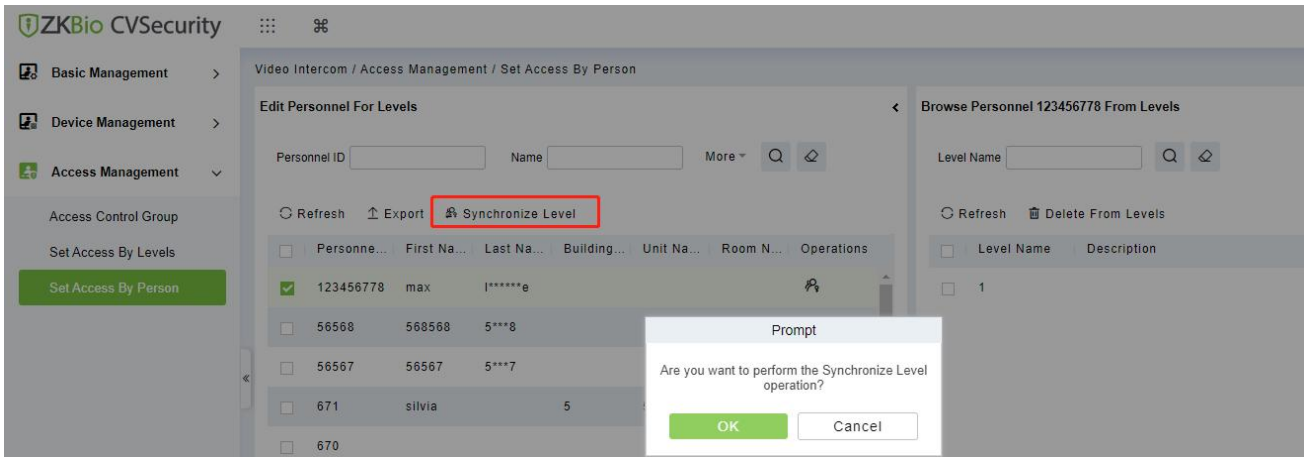 ZKBio CVSecurity
Basic Management
Device Management
Access Management
Access Control Group
Set Access By Levels
Set Access By Person
Video Intercom / Access Management / Set Access By Person
Edit Personnel For Levels
Personnel ID Name More
Refresh Export Synchronize Level
Personne... First Na... Last Na... Building... Unit Na... Room N... Operations
123456778 max l******e
56568 568568 5***8
56567 56567 5***7
671 silvia 5
670
Browse Personnel 123456778 From Levels
Level Name
Refresh Delete From Levels
Level Name Description
1
Prompt
Are you want to perform the Synchronize Level
operation?
OK Cancel